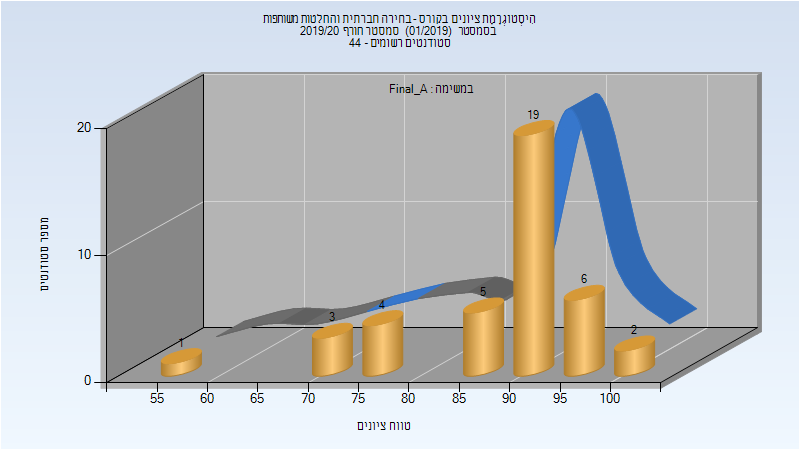 הִיסְטוֹגְרָמַת ציונים בקורס - בחירה חברתית והחלטות משותפות
בסמסטר (01/2019) סמסטר חורף 2019/20
סטודנטים רשומים - 44
במשימה : Final_A
20
10
0
מספר סטודנטים
1
3
4
5
19
6
2
55 60 65 70 75 80 85 90 95 100
טווח ציונים